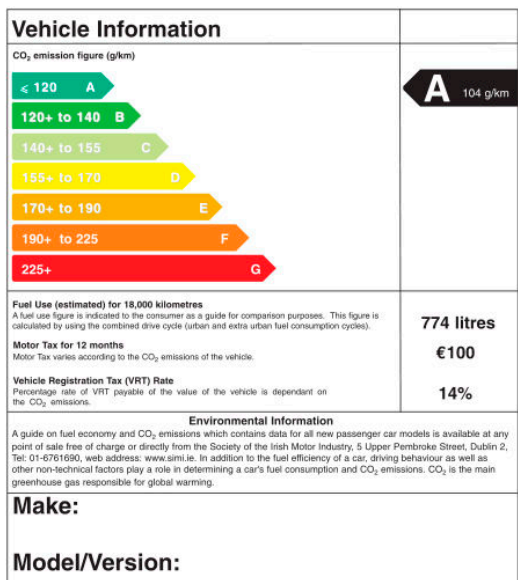 Vehicle Information
CO₂ emission figure (g/km)
⩽ 120 A
A 104 g/km
120+ to 140 B
140+ to 155 C
155+ to 170 D
170+ to 190 E
190+ to 225 F
225+ G
Fuel Use (estimated) for 18,000 kilometres
A fuel use figure is indicated to the consumer as a guide for comparison purposes. This figure is
calculated by using the combined drive cycle (urban and extra urban fuel consumption cycles).
774 litres
Motor Tax for 12 months
Motor Tax varies according to the CO₂ emissions of the vehicle.
€100
Vehicle Registration Tax (VRT) Rate
Percentage rate of VRT payable of the value of the vehicle is dependant on
the CO₂ emissions.
14%
Environmental Information
A guide on fuel economy and CO₂ emissions which contains data for all new passenger car models is available at any
point of sale free of charge or directly from the Society of the Irish Motor Industry, 5 Upper Pembroke Street, Dublin 2,
Tel: 01-6761690, web address: www.simi.ie. In addition to the fuel efficiency of a car, driving behaviour as well as
other non-technical factors play a role in determining a car's fuel consumption and CO₂ emissions. CO₂ is the main
greenhouse gas responsible for global warming.
Make:
Model/Version: